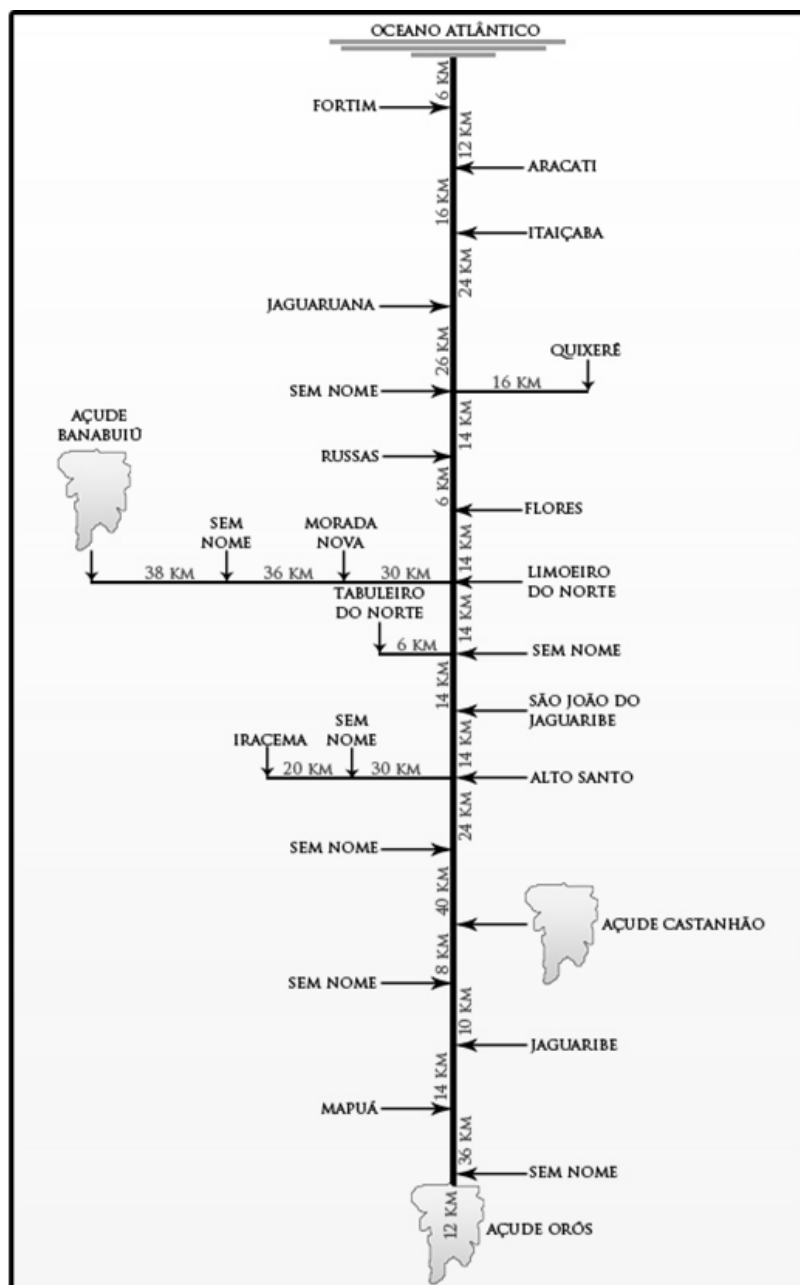 OCEANO ATLÂNTICO
6 KM
FORTIM
12 KM
ARACATI
16 KM
ITAIÇABA
24 KM
JAGUARUANA
26 KM
QUIXERÊ
16 KM
SEM NOME
14 KM
AÇUDE
BANABUIÚ
RUSSAS
6 KM
FLORES
14 KM
SEM
NOME
MORADA
NOVA
38 KM
36 KM
30 KM
LIMOEIRO
DO NORTE
TABULEIRO
DO NORTE
14 KM
6 KM
SEM NOME
14 KM
SÃO JOÃO DO
JAGUARIBE
14 KM
IRACEMA
SEM
NOME
20 KM
30 KM
ALTO SANTO
24 KM
SEM NOME
40 KM
AÇUDE CASTANHÃO
8 KM
SEM NOME
10 KM
JAGUARIBE
14 KM
MAPUÁ
36 KM
SEM NOME
12 KM
AÇUDE ORÓS